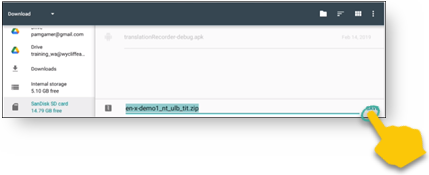 Download
Drive
pamgamer@gmail.com
Drive
training_wa@wycliffea...
Downloads
Internal storage
5.10 GB free
SanDisk SD card
14.79 GB free
translationRecorder-debug.apk
Feb 14, 2019
en-x-demo1_nt_ulb_tit.zip